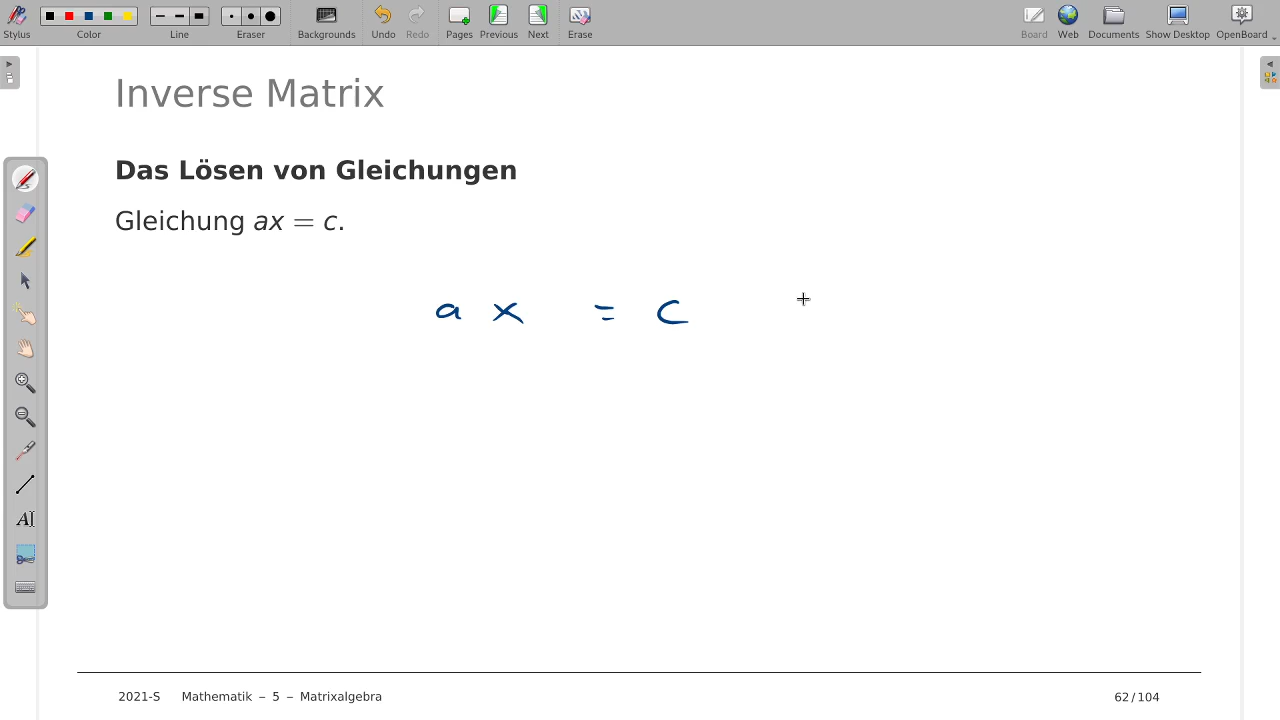 Stylus Color Line Eraser Backgrounds Undo Redo Pages Previous Next Erase Board Web Documents Show Desktop OpenBoard
Inverse Matrix
Das Lösen von Gleichungen
Gleichung ax = c.
a x = c
AI
2021-S Mathematik – 5 – Matrixalgebra 62/104